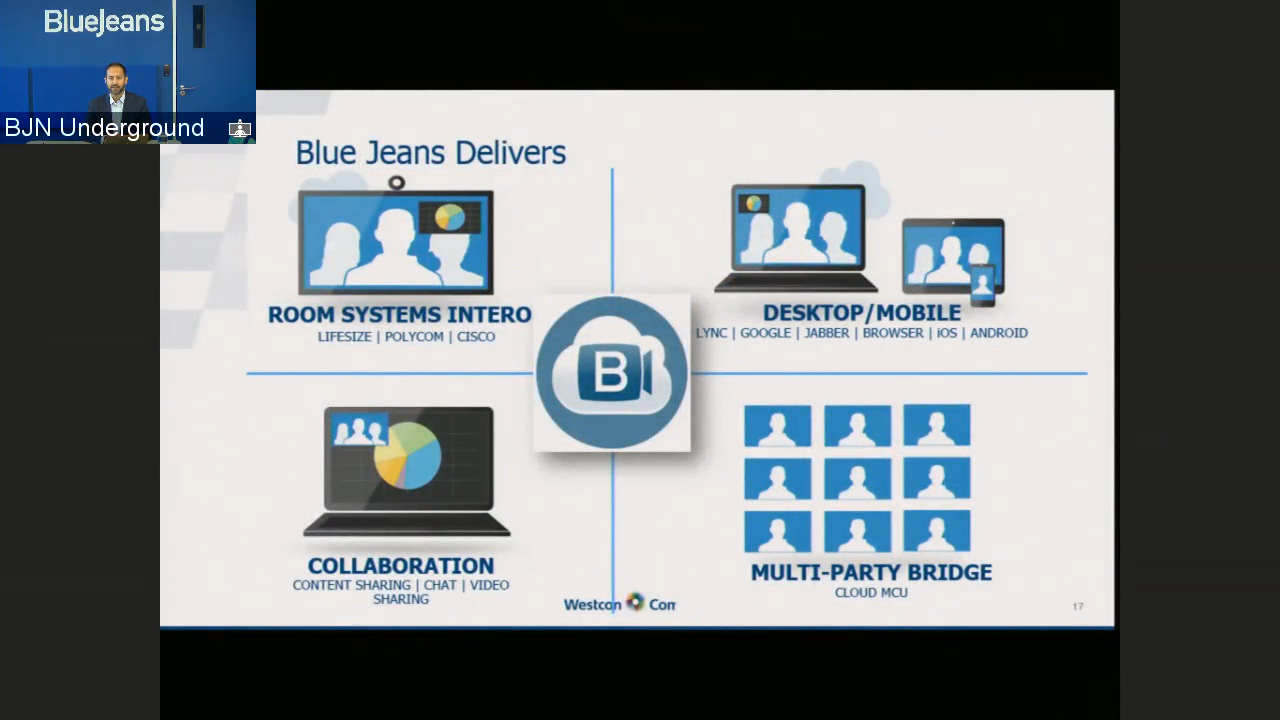 BlueJeans
BJN Underground
Blue Jeans Delivers
ROOM SYSTEMS INTERO
LIFESIZE | POLYCOM | CISCO
DESKTOP/MOBILE
LYNC | GOOGLE | JABBER | BROWSER | iOS | ANDROID
B
COLLABORATION
CONTENT SHARING | CHAT | VIDEO
SHARING
MULTI-PARTY BRIDGE
CLOUD MCU
Westcon Com
17